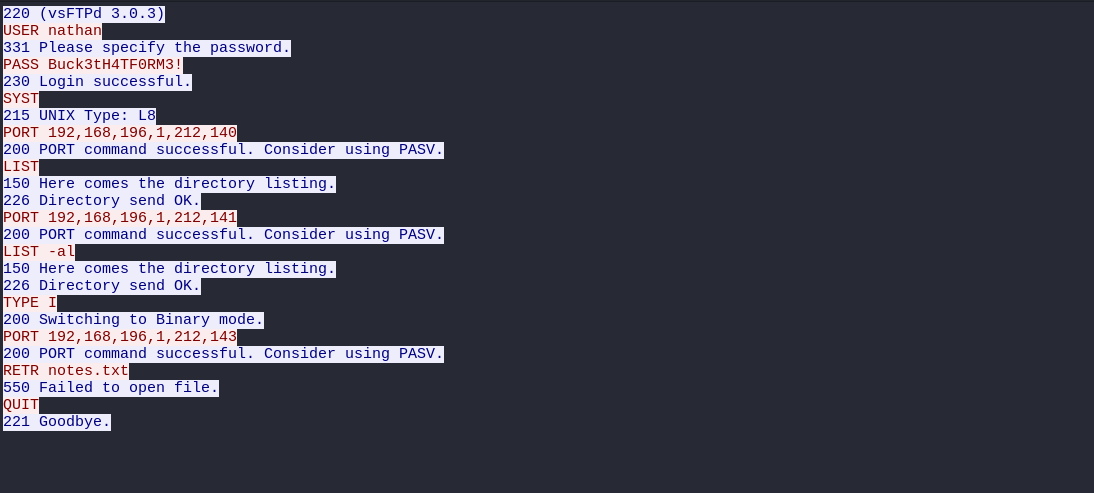 220 (vsFTPd 3.0.3)
USER nathan
331 Please specify the password.
PASS Buck3tH4TF0RM3!
230 Login successful.
SYST
215 UNIX Type: L8
PORT 192,168,196,1,212,140
200 PORT command successful. Consider using PASV.
LIST
150 Here comes the directory listing.
226 Directory send OK.
PORT 192,168,196,1,212,141
200 PORT command successful. Consider using PASV.
LIST -al
150 Here comes the directory listing.
226 Directory send OK.
TYPE I
200 Switching to Binary mode.
PORT 192,168,196,1,212,143
200 PORT command successful. Consider using PASV.
RETR notes.txt
550 Failed to open file.
QUIT
221 Goodbye.